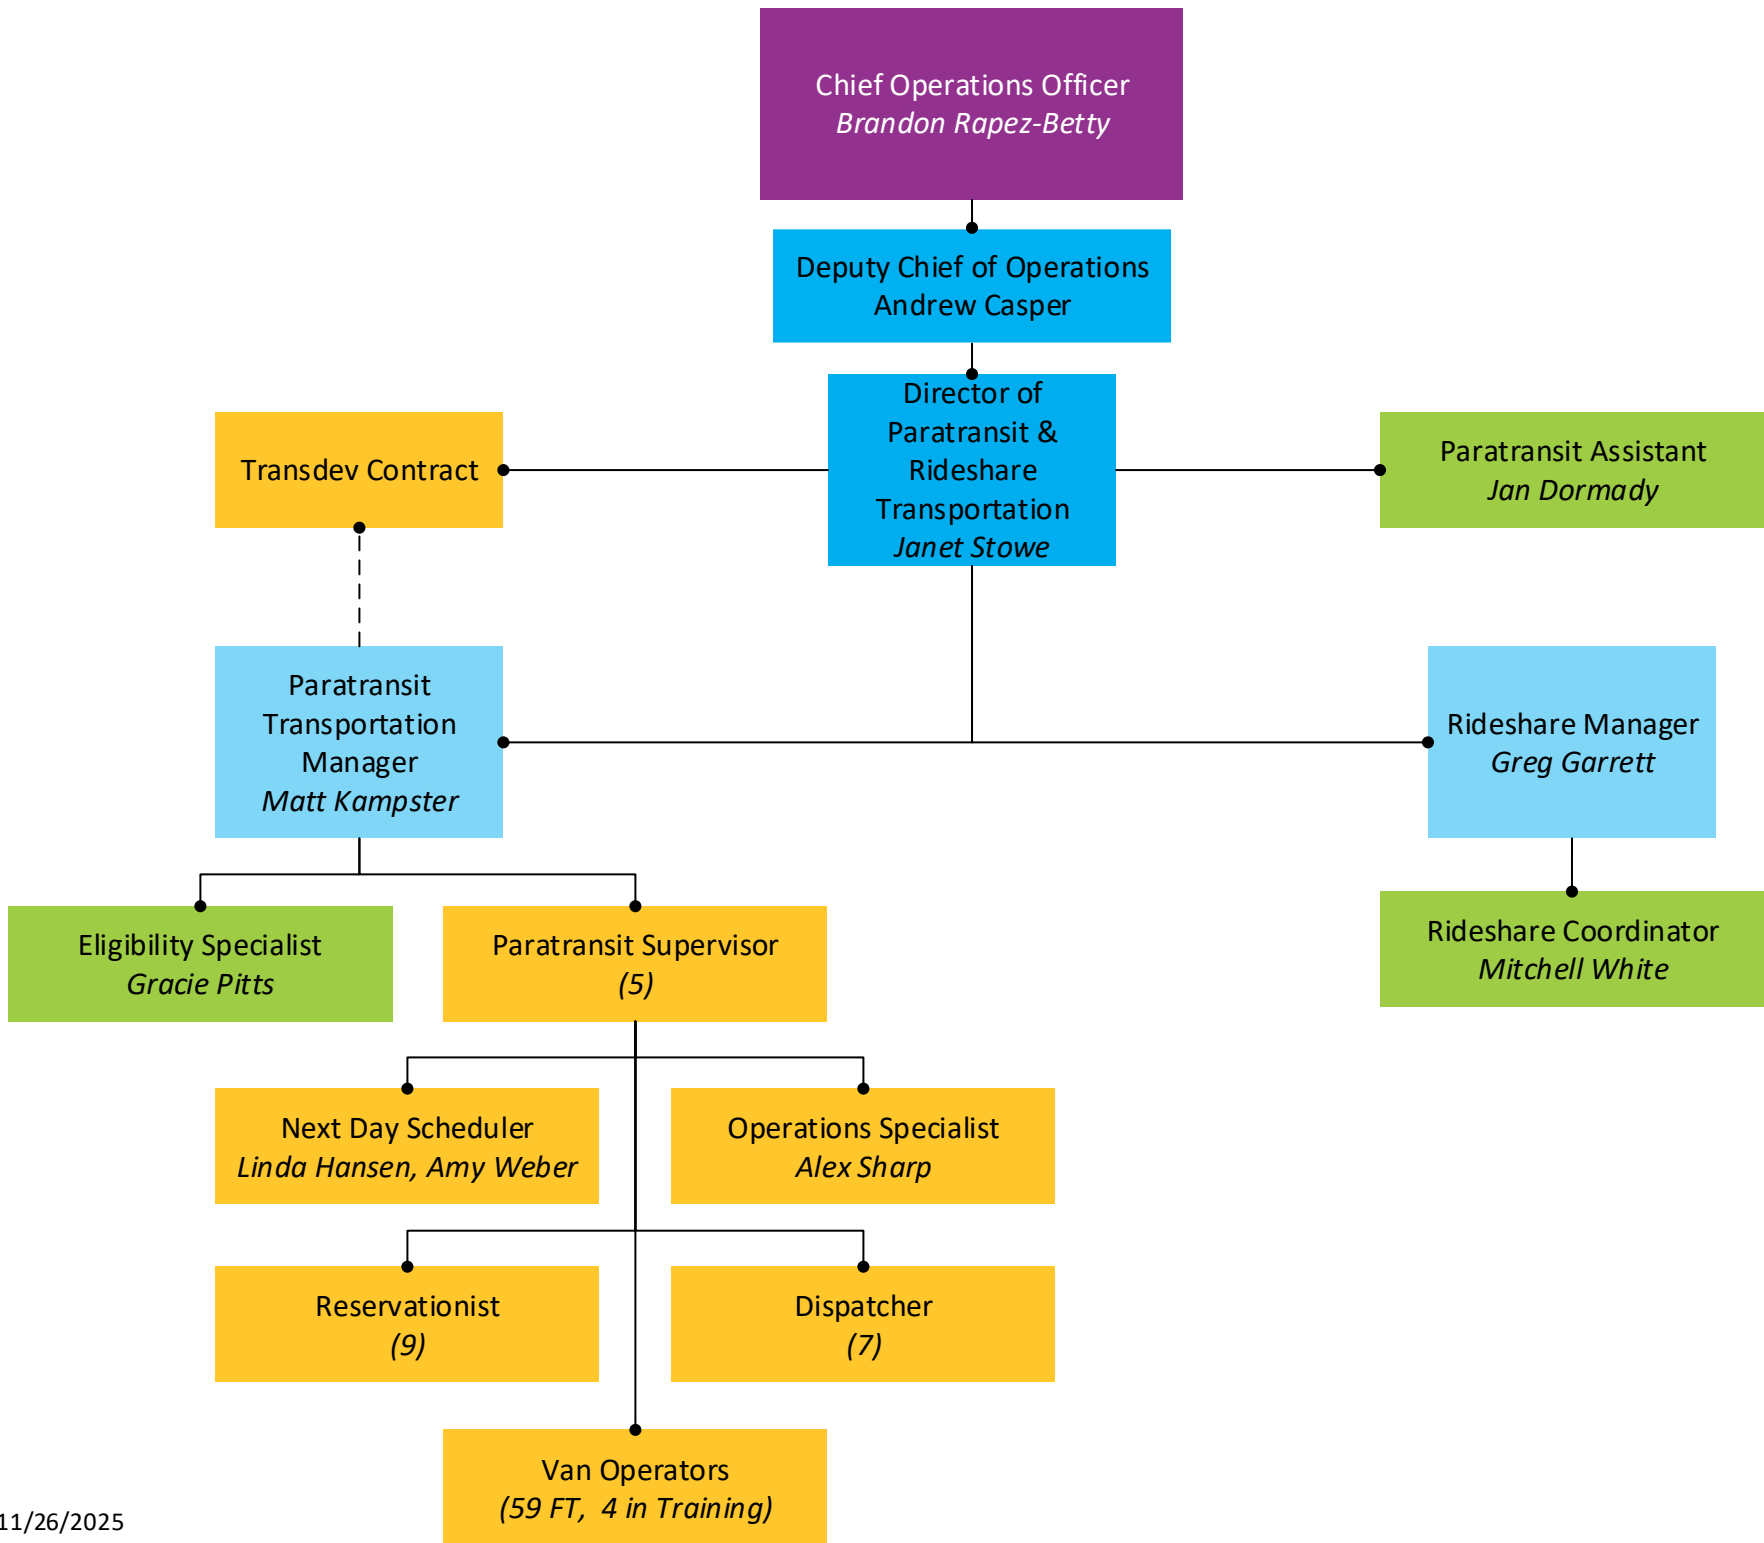 Chief Operations Officer
Brandon Rapez-Betty
Deputy Chief of Operations
Andrew Casper
Director of
Paratransit &
Rideshare
Transportation
Janet Stowe
Transdev Contract
Paratransit Assistant
Jan Dormady
Paratransit
Transportation
Manager
Matt Kampster
Rideshare Manager
Greg Garrett
Eligibility Specialist
Gracie Pitts
Paratransit Supervisor
(5)
Rideshare Coordinator
Mitchell White
Next Day Scheduler
Linda Hansen, Amy Weber
Operations Specialist
Alex Sharp
Reservationist
(9)
Dispatcher
(7)
Van Operators
(59 FT,  4 in Training)
11/26/2025